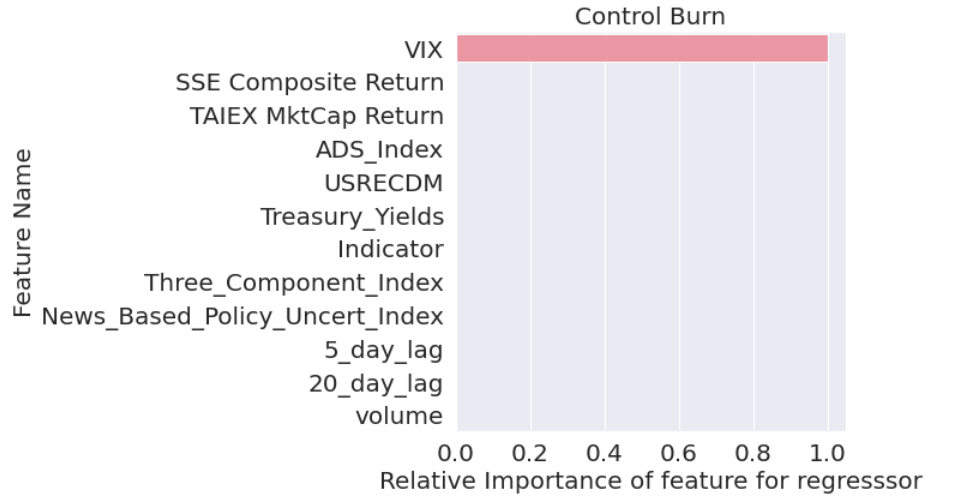 Control Burn
Feature Name
VIX
SSE Composite Return
TAIEX MktCap Return
ADS_Index
USRECDM
Treasury_Yields
Indicator
Three_Component_Index
News_Based_Policy_Uncert_Index
5_day_lag
20_day_lag
volume
0.0 0.2 0.4 0.6 0.8 1.0
Relative Importance of feature for regresssor